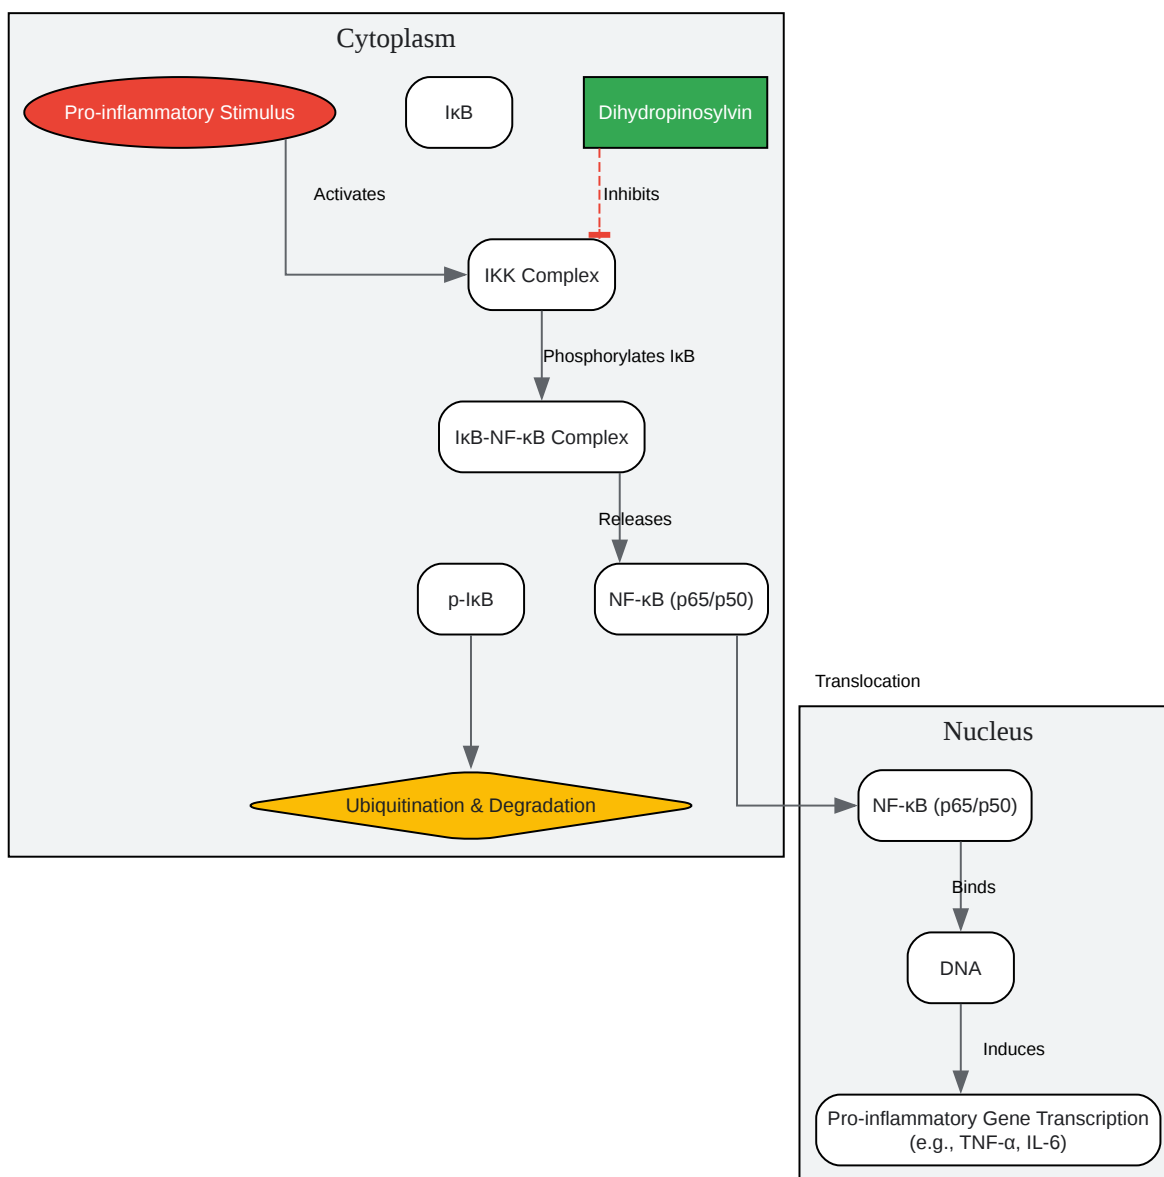 Cytoplasm
Pro-inflammatory Stimulus
IκB
Dihydropinosylvin
Activates
Inhibits
IKK Complex
Phosphorylates IκB
IκB-NF-κB Complex
Releases
p-IκB
NF-κB (p65/p50)
Translocation
Nucleus
Ubiquitination & Degradation
NF-κB (p65/p50)
Binds
DNA
Induces
Pro-inflammatory Gene Transcription
(e.g., TNF-α, IL-6)